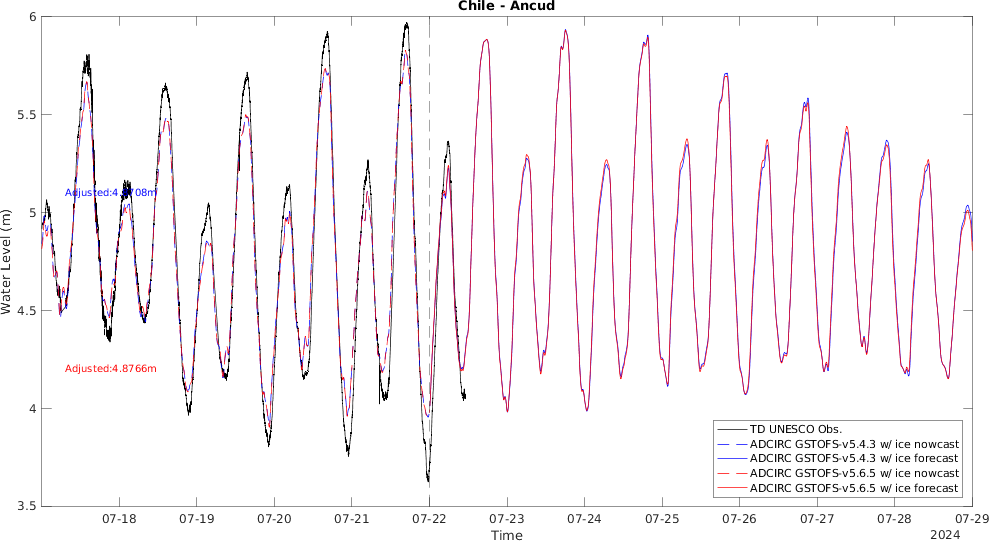 Chile - Ancud
6
5.5
5
4.5
4
3.5
Water Level (m)
Adjusted:4.
08m
Adjusted:4.8766m
TD UNESCO Obs.
ADCIRC GSTOFS-v5.4.3 w/ ice nowcast
ADCIRC GSTOFS-v5.4.3 w/ ice forecast
ADCIRC GSTOFS-v5.6.5 w/ ice nowcast
ADCIRC GSTOFS-v5.6.5 w/ ice forecast
07-18 07-19 07-20 07-21 07-22 07-23 07-24 07-25 07-26 07-27 07-28 07-29
Time
2024